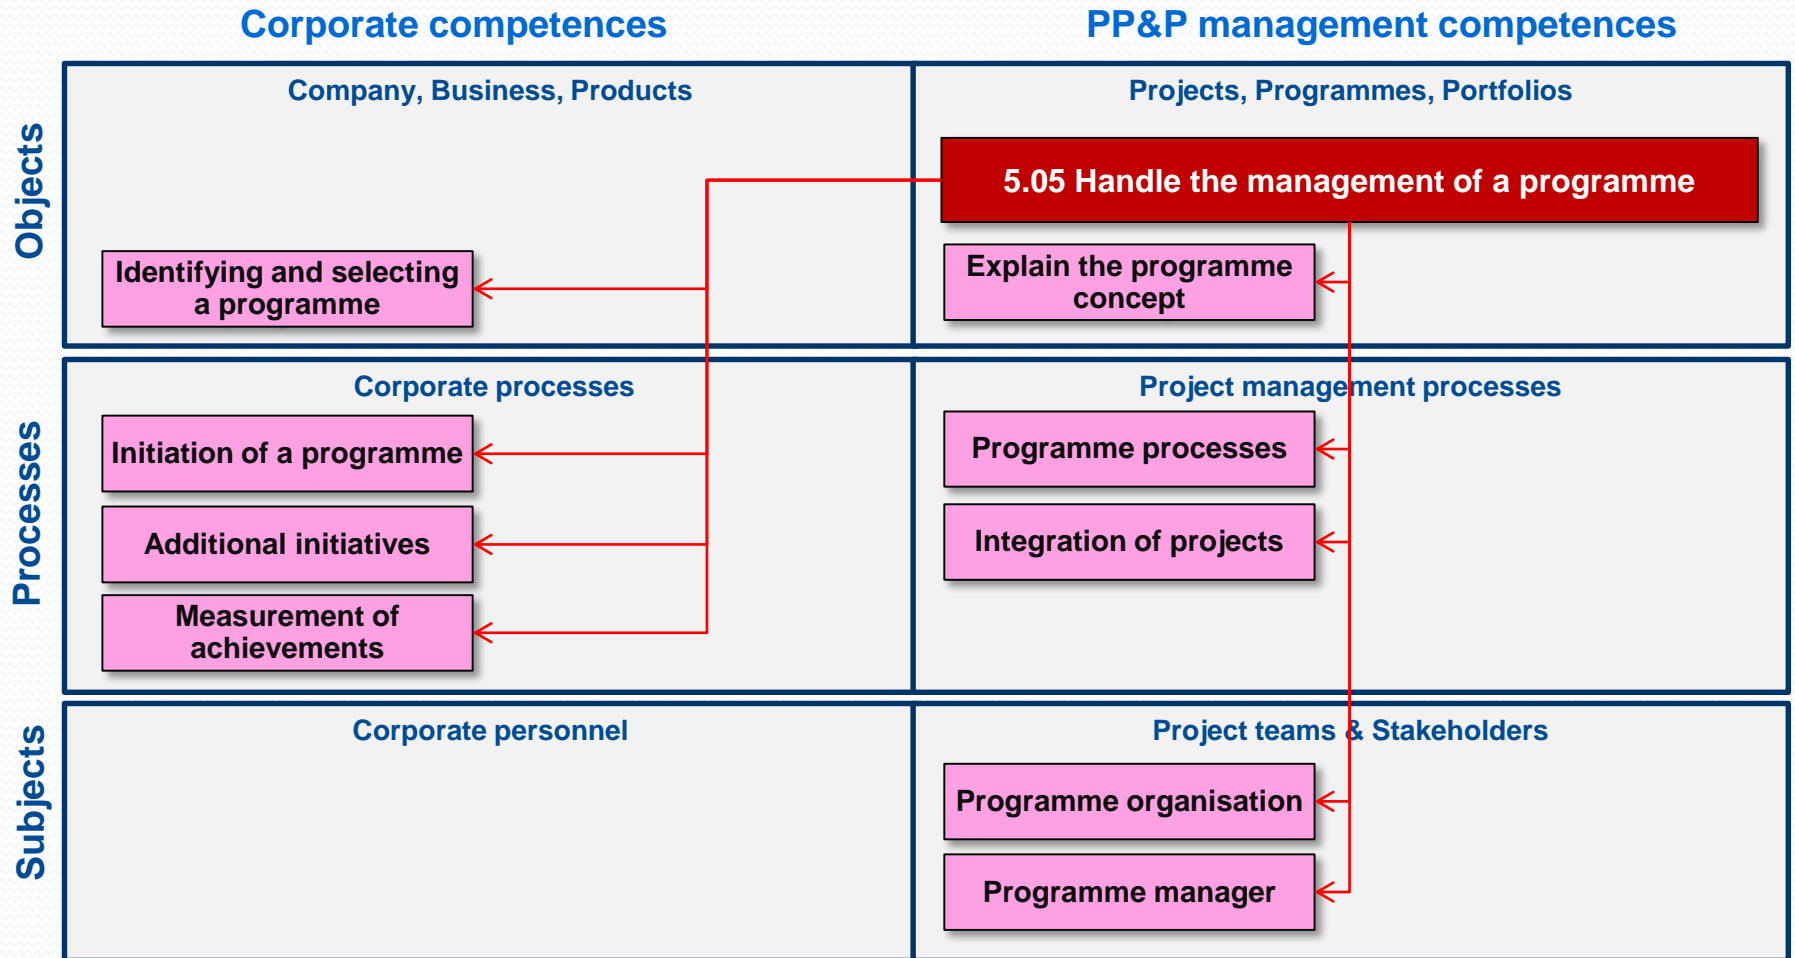 Corporate competences
PP&P management competences
Objects
Company, Business, Products
Projects, Programmes, Portfolios
5.05 Handle the management of a programme
Identifying and selecting
a programme
Explain the programme
concept
Processes
Corporate processes
Project management processes
Initiation of a programme
Programme processes
Additional initiatives
Integration of projects
Measurement of
achievements
Subjects
Corporate personnel
Project teams & Stakeholders
Programme organisation
Programme manager